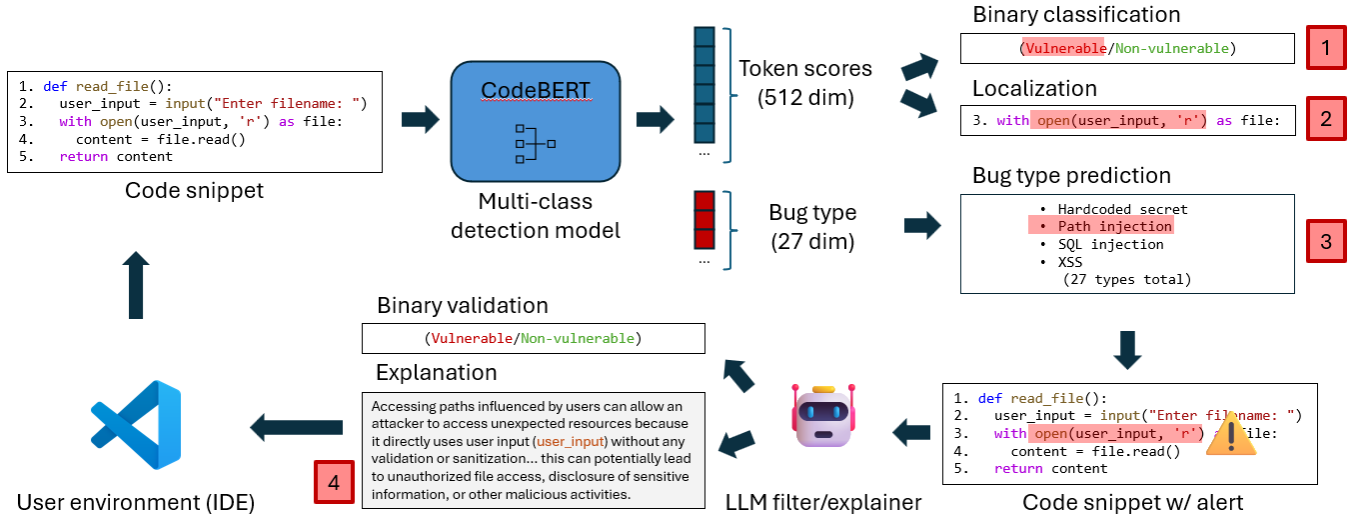 1. def read_file():
2. user_input = input("Enter filename: ")
3. with open(user_input, 'r') as file:
4. content = file.read()
5. return content
Code snippet
CodeBERT
Multi-class
detection model
...
Token scores
(512 dim)
...
Bug type
(27 dim)
Binary classification
(Vulnerable/Non-vulnerable)
1
Localization
3. with open(user_input, 'r') as file:
2
Bug type prediction
• Hardcoded secret
• Path injection
• SQL injection
• XSS
(27 types total)
3
1. def read_file():
2. user_input = input("Enter filename: ")
3. with open(user_input, 'r') as file:
4. content = file.read()
5. return content
Code snippet w/ alert
LLM filter/explainer
Binary validation
(Vulnerable/Non-vulnerable)
Explanation
Accessing paths influenced by users can allow an
attacker to access unexpected resources because
it directly uses user input (user_input) without any
validation or sanitization... this can potentially lead
to unauthorized file access, disclosure of sensitive
information, or other malicious activities.
4
User environment (IDE)